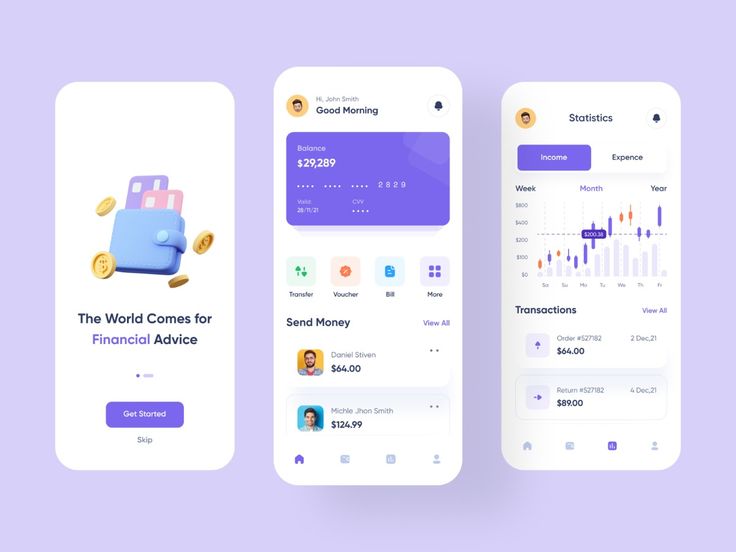 The World Comes for
Financial Advice
Get Started
Skip
Hi, John Smith
Good Morning
Balance
$29,289
2829
Valid:
28/11/21
CVV
Transfer
Voucher
Bill
More
Send Money
View All
Daniel Stiven
$64.00
Michle Jhon Smith
$124.99
Statistics
Income
Expence
Week
Month
Year
$800
$400
$200
$100
$0
$200.38
Sa
Su
Mo
Tu
We
Th
Fr
Transactions
View All
Order #527182
2 Dec,21
$64.00
Return #527182
4 Dec,21
$89.00